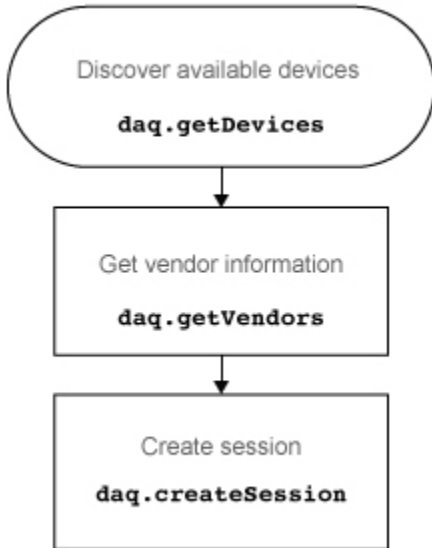 Discover available devices
daq.getDevices
Get vendor information
daq.getVendors
Create session
daq.createSession